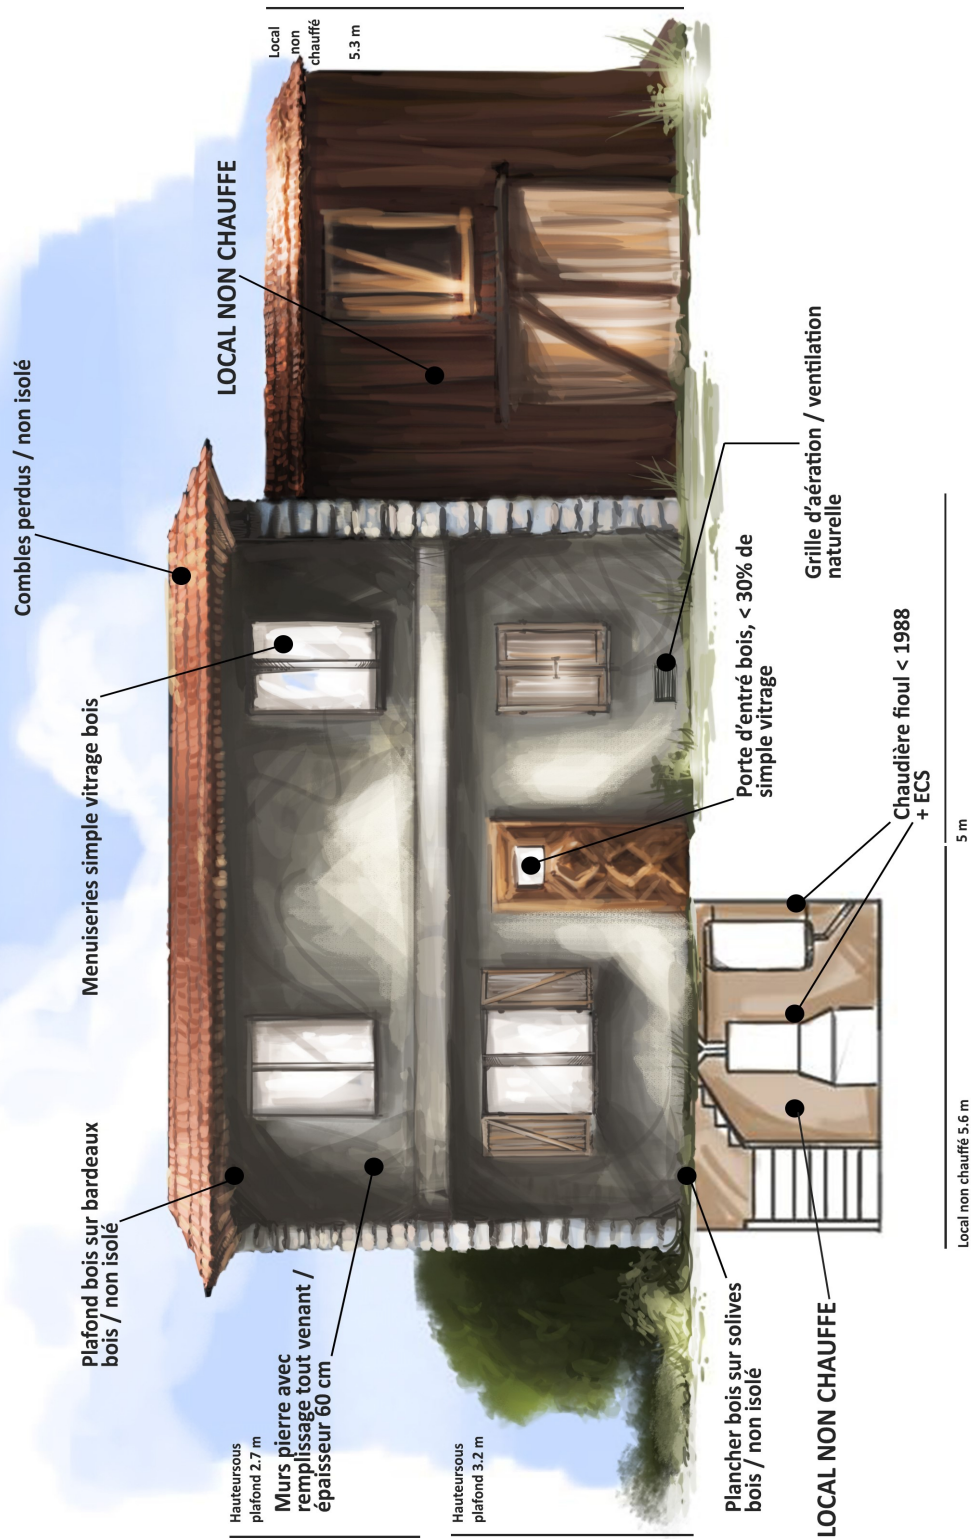 Combles perdus / non isolé
Menuiseries simple vitrage bois
Plafond bois sur bardeaux
bois / non isolé
Murs pierre avec
remplissage tout venant /
épaisseur 60 cm
Hauteursous
plafond 2.7 m
Hauteursous
plafond 3.2 m
LOCAL NON CHAUFFE
Local
non
chauffé
5.3 m
Plancher bois sur solives
bois / non isolé
LOCAL NON CHAUFFE
Porte d'entré bois, < 30% de
simple vitrage
Grille d'aération / ventilation
naturelle
Chaudière fioul < 1988
+ ECS
Local non chauffé 5.6 m
5 m